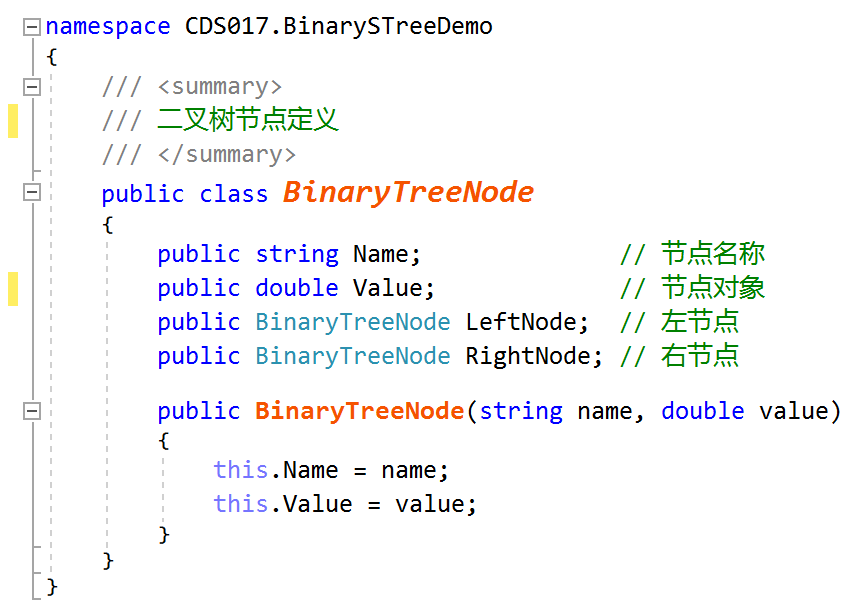 namespace CDS017.BinarySTreeDemo
{
/// <summary>
/// 二叉树节点定义
/// </summary>
public class BinaryTreeNode
{
public string Name; // 节点名称
public double Value; // 节点对象
public BinaryTreeNode LeftNode; // 左节点
public BinaryTreeNode RightNode; // 右节点
public BinaryTreeNode(string name, double value)
{
this.Name = name;
this.Value = value;
}
}
}